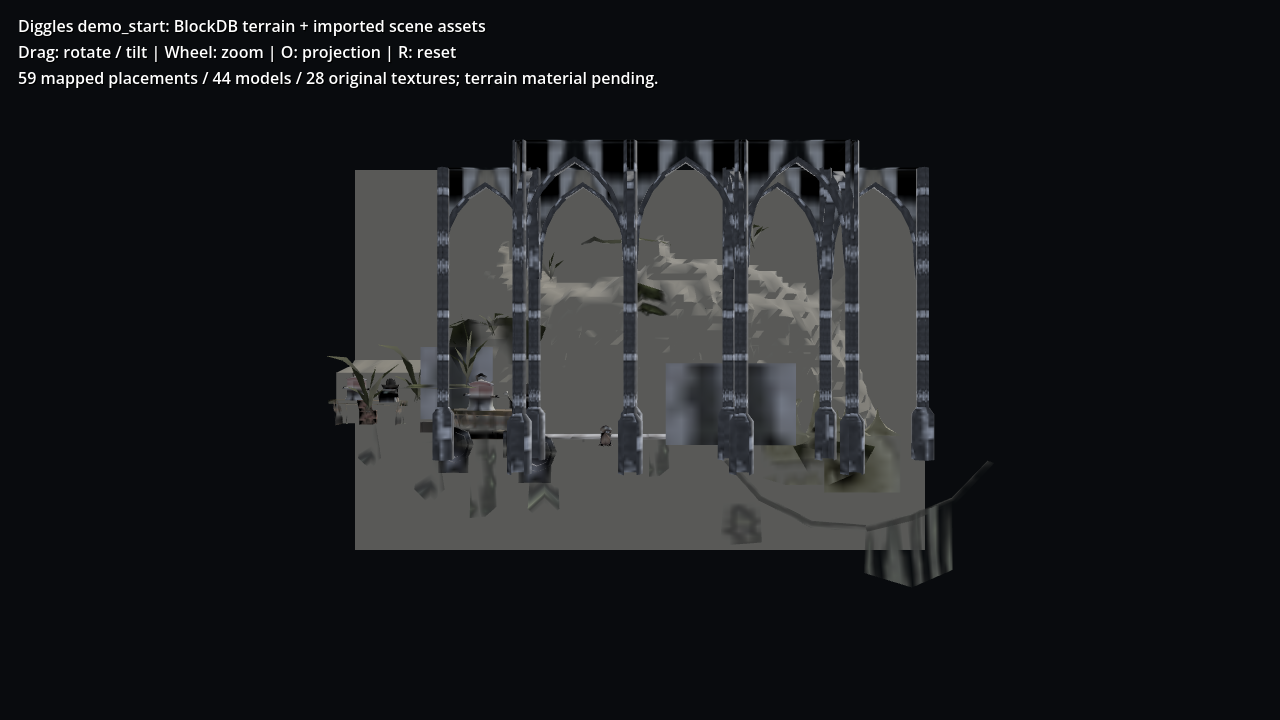 Diggles demo_start: BlockDB terrain + imported scene assets
Drag: rotate / tilt | Wheel: zoom | O: projection | R: reset
59 mapped placements / 44 models / 28 original textures; terrain material pending.